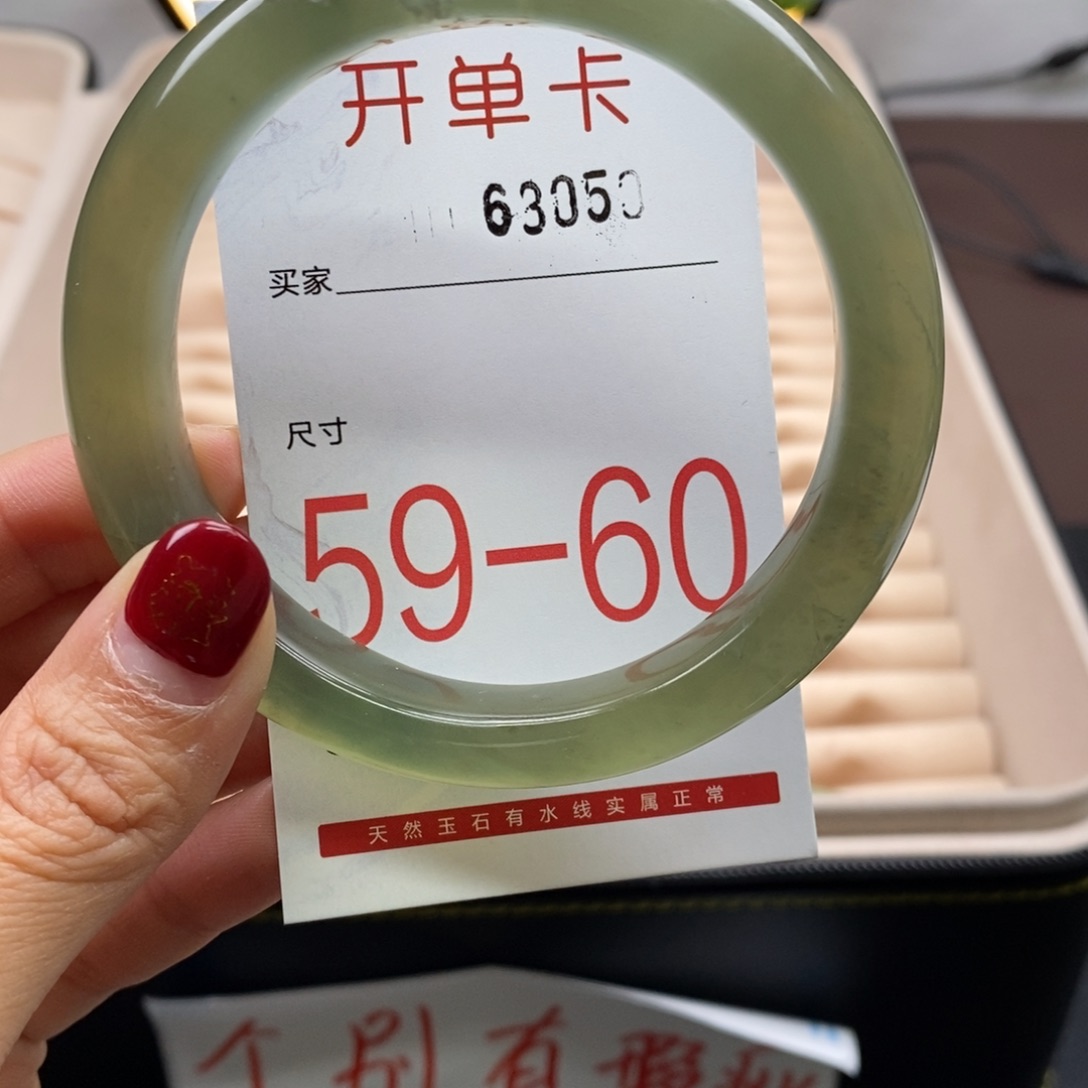 开单卡
63050
买家
尺寸
59-60
天然玉石有水线实属正常
个别有瑕